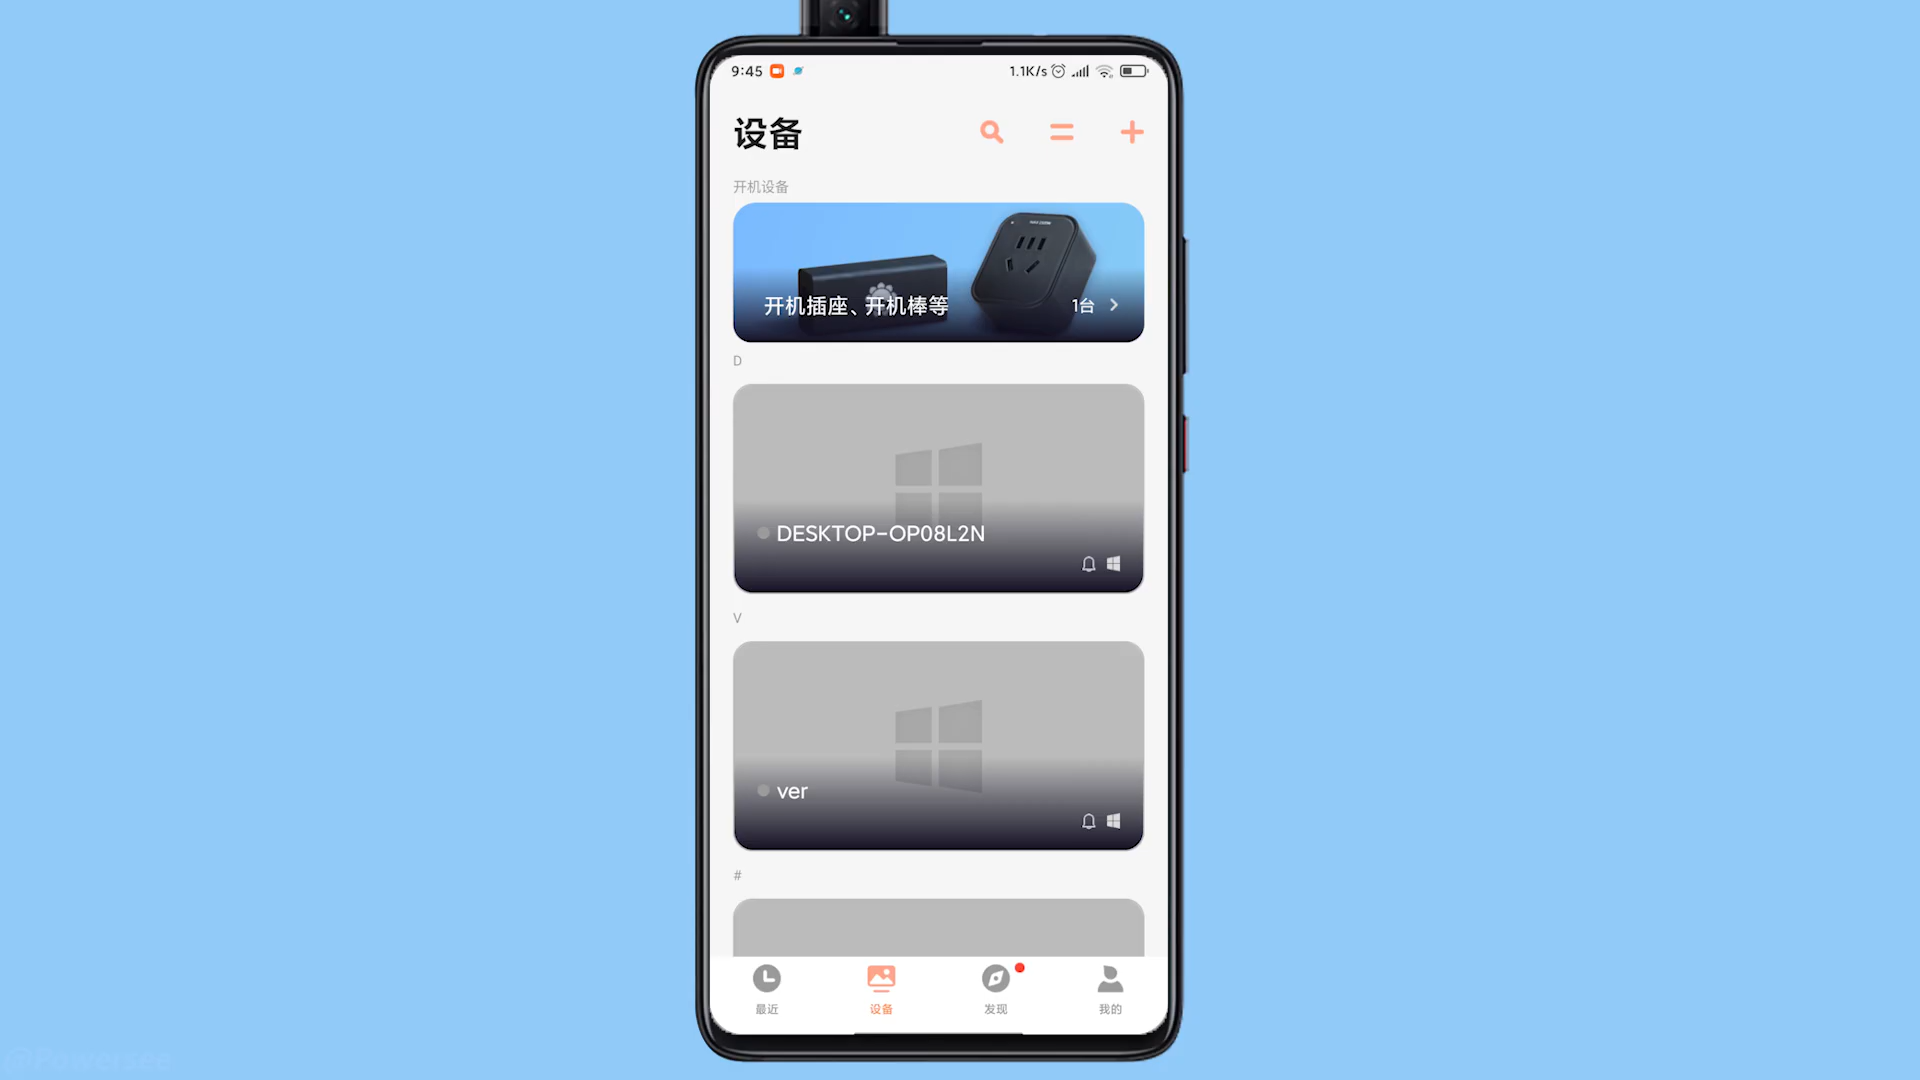 9:45
1.1K/s
设备
开机设备
开机插座、开机棒等
1台
D
DESKTOP-OP08L2N
V
ver
#
最近
设备
发现
我的
@Powersee